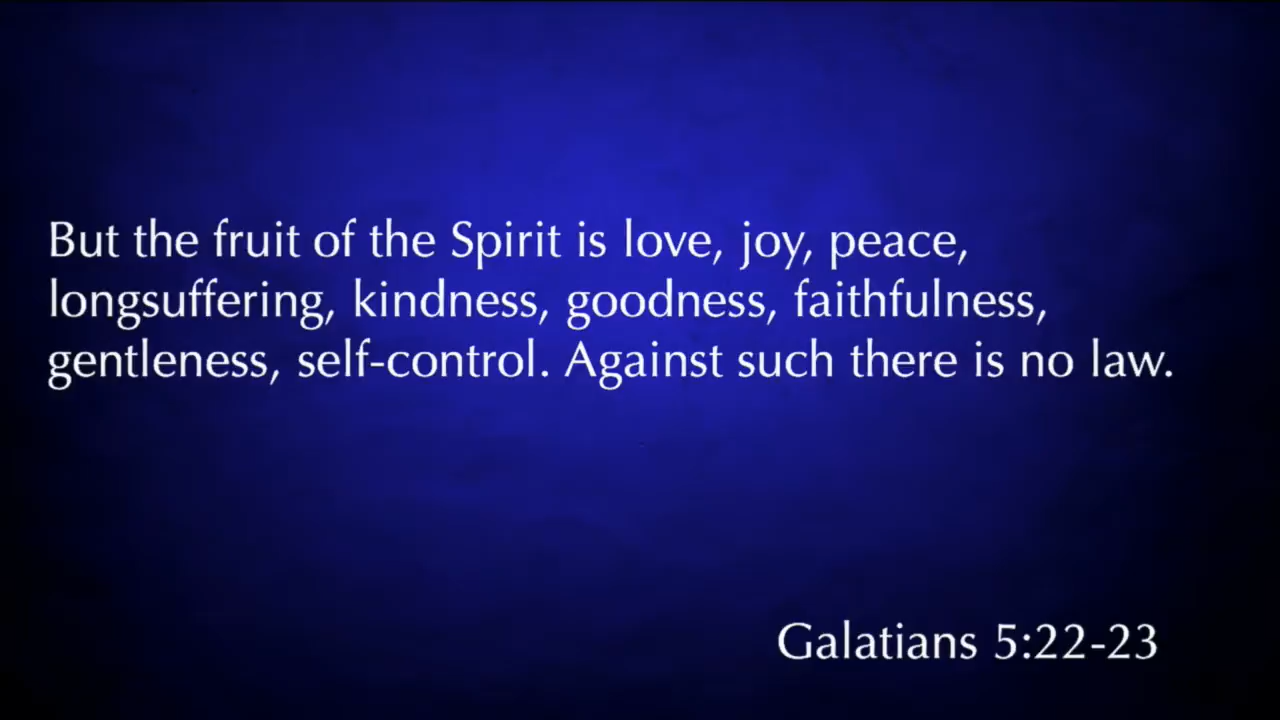 But the fruit of the Spirit is love, joy, peace,
longsuffering, kindness, goodness, faithfulness,
gentleness, self-control. Against such there is no law.
Galatians 5:22-23